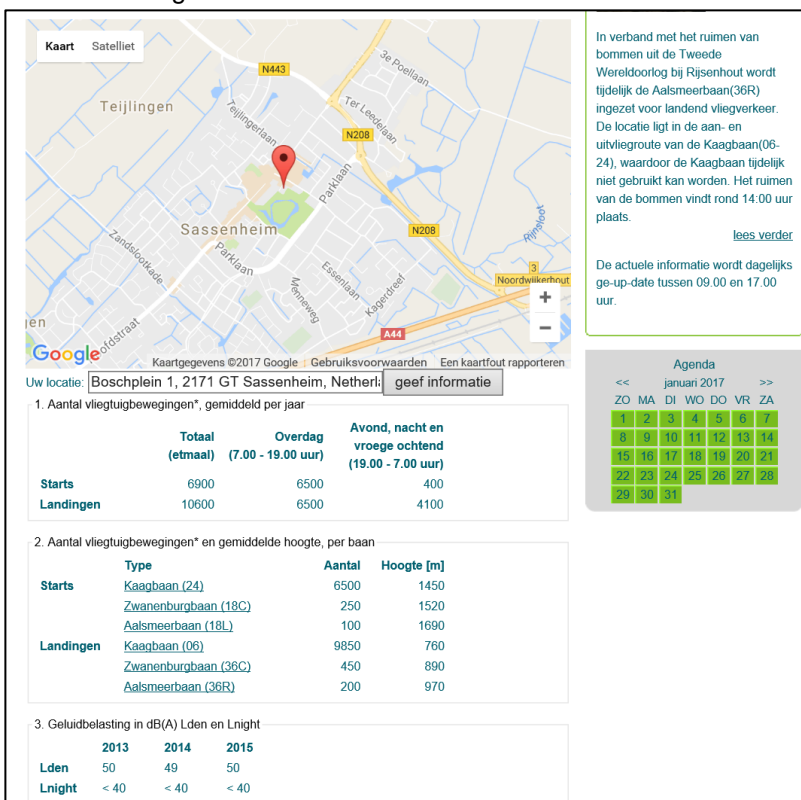 Kaart Satelliet
3e Poellaan
N443
Teijlingen
Teijlingerlaan
Ter Leedelaan
N208
Parklaan
Sassenheim
N208
Rijnsloot
Zandslootkade
Parklaan
Essenlaan
Menneweg
Kagerdreef
3
Noordwijkerhout
+
−
A44
Google
Kaartgegevens ©2017 Google Gebruiksvoorwaarden Een kaartfout rapporteren
Uw locatie: Boschplein 1, 2171 GT Sassenheim, Netherl geef informatie
1. Aantal vliegtuigbewegingen*, gemiddeld per jaar
Totaal (etmaal) Overdag (7.00 - 19.00 uur) Avond, nacht en vroege ochtend (19.00 - 7.00 uur)
Starts 6900 6500 400
Landingen 10600 6500 4100
2. Aantal vliegtuigbewegingen* en gemiddelde hoogte, per baan
Type Aantal Hoogte [m]
Starts Kaagbaan (24) 6500 1450
Zwanenburgbaan (18C) 250 1520
Aalsmeerbaan (18L) 100 1690
Landingen Kaagbaan (06) 9850 760
Zwanenburgbaan (36C) 450 890
Aalsmeerbaan (36R) 200 970
3. Geluidbelasting in dB(A) Lden en Lnight
2013 2014 2015
Lden 50 49 50
Lnight < 40 < 40 < 40
In verband met het ruimen van
bommen uit de Tweede
Wereldoorlog bij Rijsenhout wordt
tijdelijk de Aalsmeerbaan(36R)
ingezet voor landend vliegverkeer.
De locatie ligt in de aan- en
uitvliegroute van de Kaagbaan(06-
24), waardoor de Kaagbaan tijdelijk
niet gebruikt kan worden. Het ruimen
van de bommen vindt rond 14:00 uur
plaats.
lees verder
De actuele informatie wordt dagelijks
ge-up-date tussen 09.00 en 17.00
uur.
Agenda
<< januari 2017 >>
ZO MA DI WO DO VR ZA
1 2 3 4 5 6 7
8 9 10 11 12 13 14
15 16 17 18 19 20 21
22 23 24 25 26 27 28
29 30 31